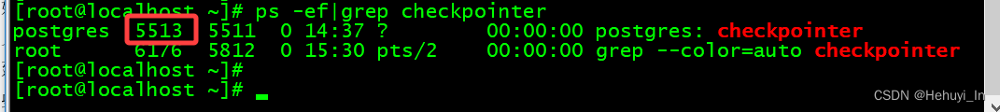 [root@localhost ~]# ps -ef|grep checkpointer
postgres 5513 5511 0 14:37 ? 00:00:00 postgres: checkpointer
root 6176 5812 0 15:30 pts/2 00:00:00 grep --color=auto checkpointer
[root@localhost ~]#
[root@localhost ~]#
CSDN @Hehuyi_In